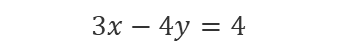 3𝑥 − 4𝑦 = 4